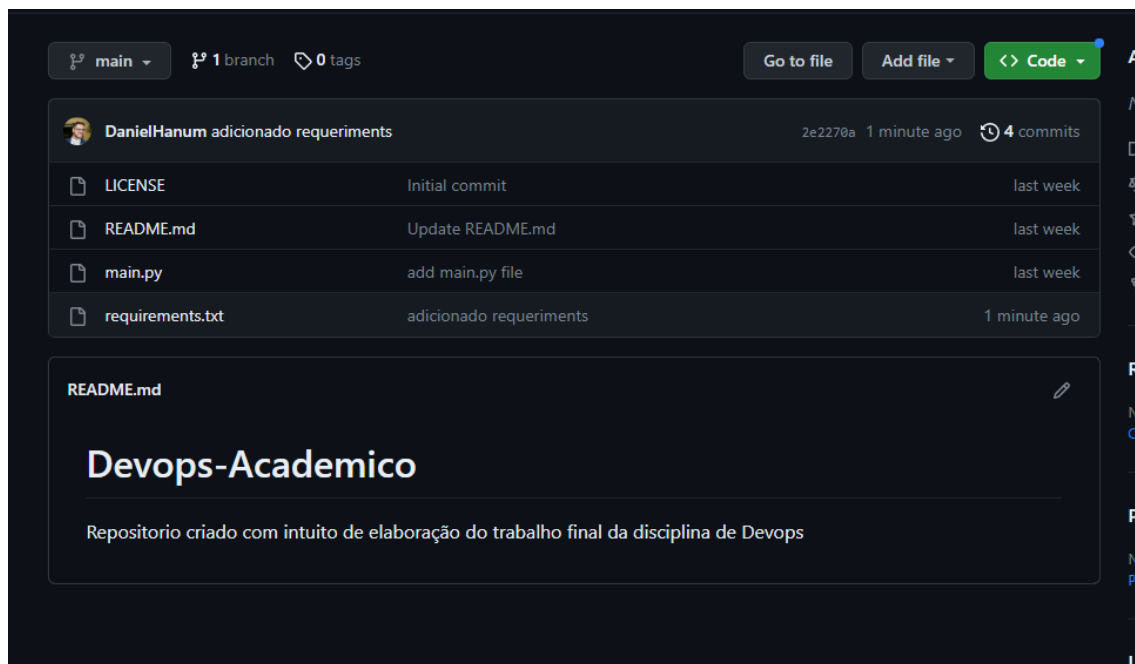 main
1 branch
0 tags
Go to file
Add file
Code
DanielHanum adicionado requeriments
2e2270a 1 minute ago 4 commits
LICENSE Initial commit last week
README.md Update README.md last week
main.py add main.py file last week
requirements.txt adicionado requeriments 1 minute ago
README.md
Devops-Academico
Repositorio criado com intuito de elaboração do trabalho final da disciplina de Devops